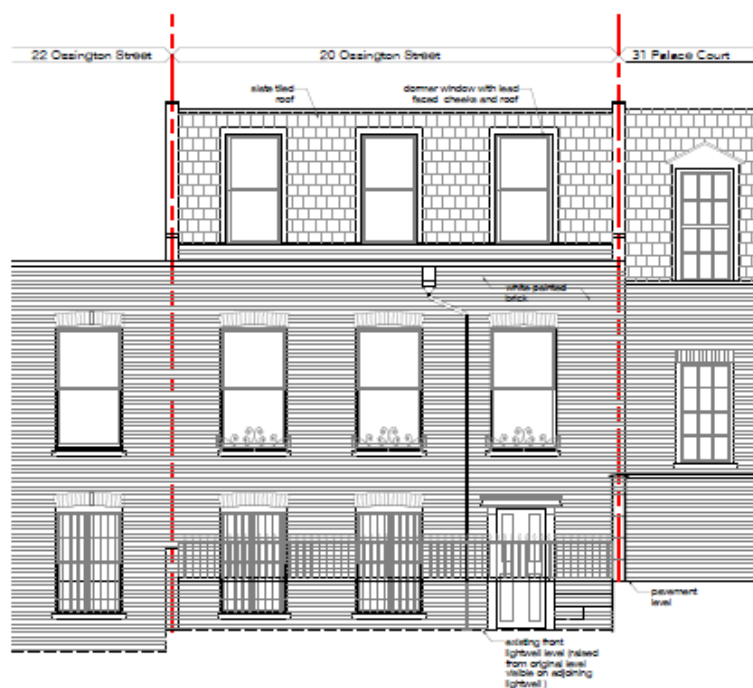 22 Ossington Street
20 Ossington Street
31 Palace Court
slate tiled
roof
dormer window with lead
faced cheeks and roof
white painted
brick
pavement
level
existing front
lightwell level (raised
from original level
visible on adjoining
lightwell)